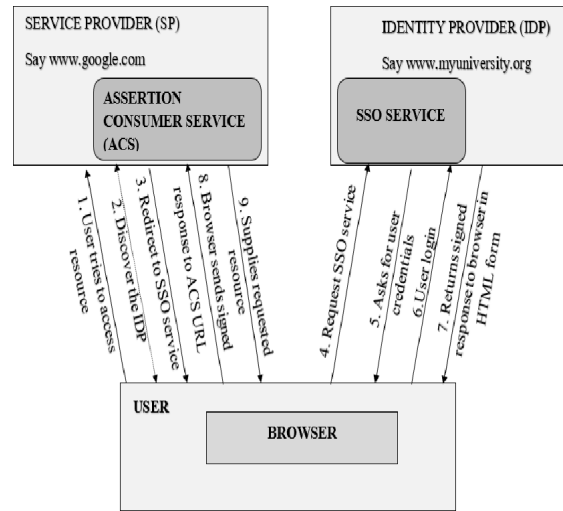 SERVICE PROVIDER (SP)
Say www.google.com
ASSERTION
CONSUMER SERVICE
(ACS)
IDENTITY PROVIDER (IDP)
Say www.myuniversity.org
SSO SERVICE
1. User tries to access
resource
2. Discover the IDP
3. Redirect to SSO service
8. Browser sends signed
response to ACS URL
9. Supplies requested
resource
4. Request SSO service
5. Asks for user
credentials
6.User login
7. Returns signed
response to browser in
HTML form
USER
BROWSER